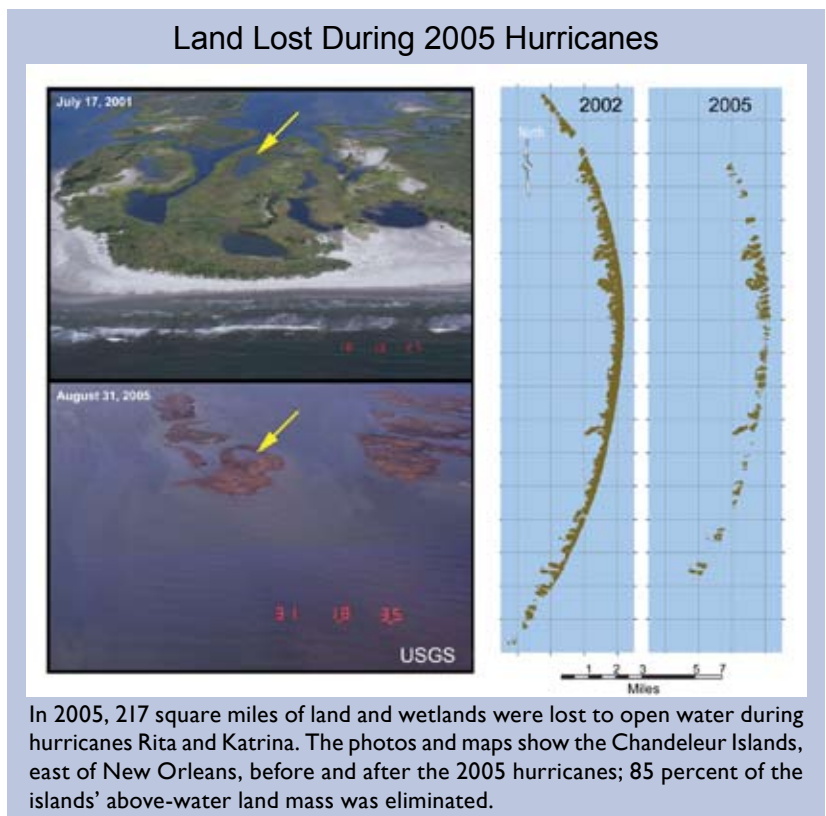 Land Lost During 2005 Hurricanes
July 17, 2001
August 31, 2005
31 18 35
USGS
2002
2005
North
1 2 3 5 7
Miles
In 2005, 217 square miles of land and wetlands were lost to open water during
hurricanes Rita and Katrina. The photos and maps show the Chandeleur Islands,
east of New Orleans, before and after the 2005 hurricanes; 85 percent of the
islands’ above-water land mass was eliminated.